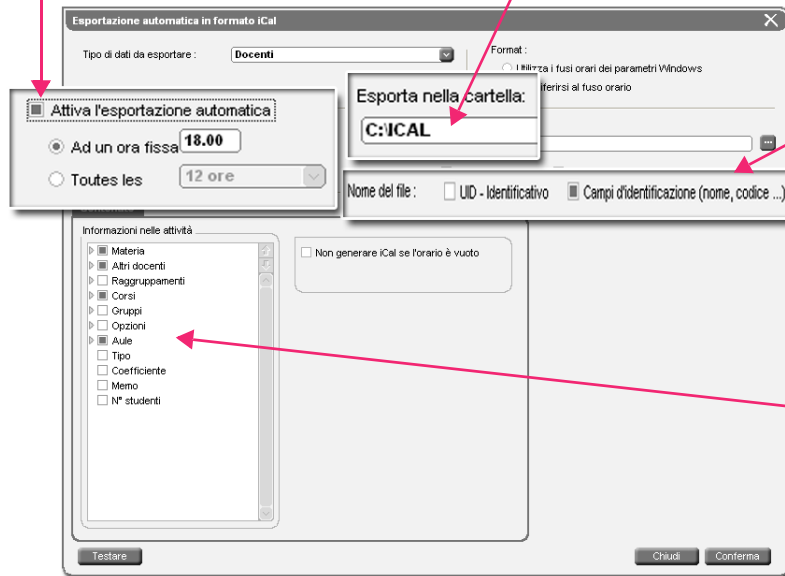 Esportazione automatica in formato iCal
Tipo di dati da esportare : Docenti
Format :
Utilizza i fusi orari dei parametri Windows
iferirsi al fuso orario
Attiva l'esportazione automatica
Ad un ora fissa 18.00
Toutes les 12 ore
Esporta nella cartella:
C:\ICAL
Nome del file : UID - Identificativo Campi d'identificazione (nome, codice ...)
Informazioni nelle attività
Materia
Altri docenti
Raggruppamenti
Corsi
Gruppi
Opzioni
Aule
Tipo
Coefficiente
Memo
N° studenti
Non generare iCal se l'orario è vuoto
Testare
Chiudi Conferma